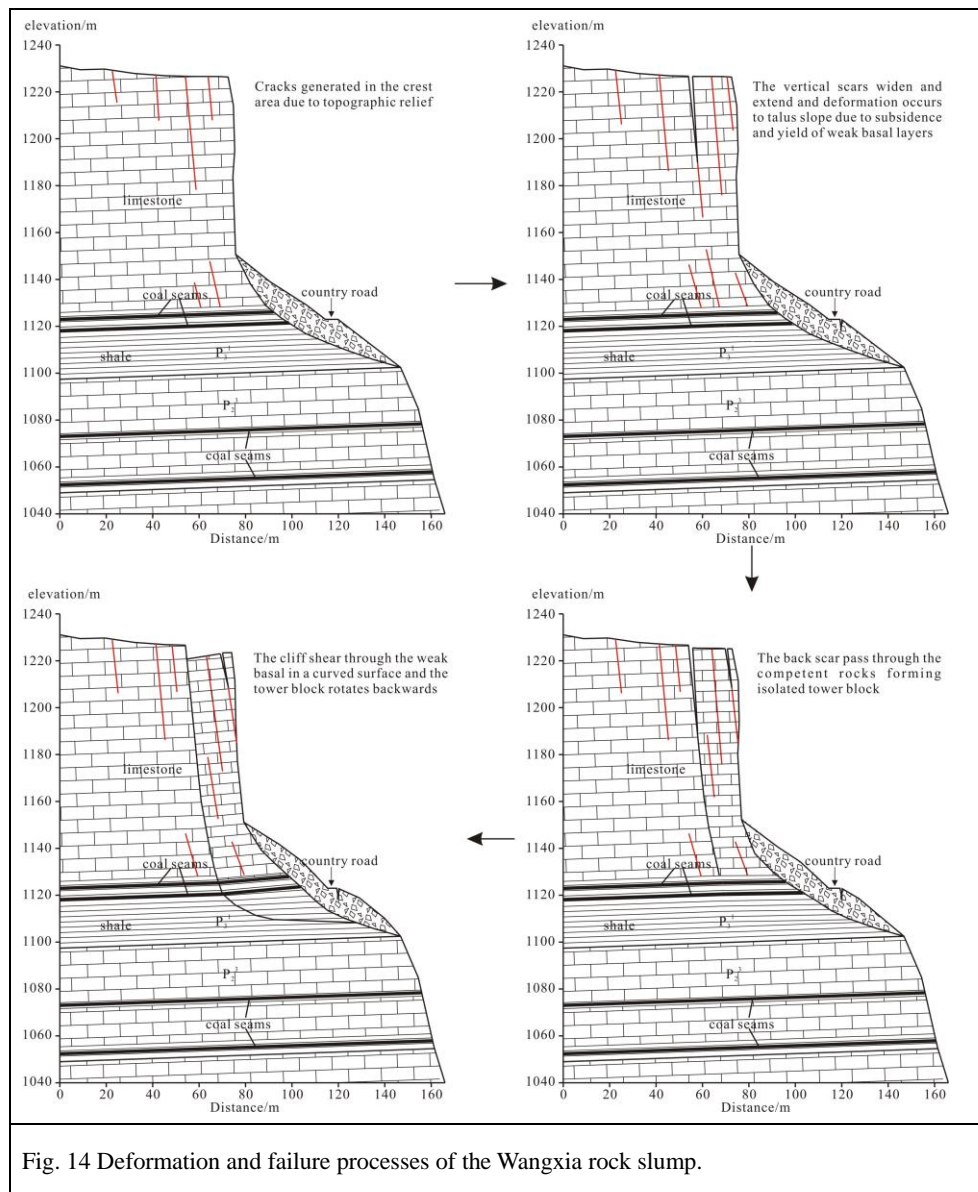 elevation/m
1240
1220
1200
1180
1160
1140
1120
1100
1080
1060
1040
Cracks generated in the crest
area due to topographic relief
limestone
coal seams
country road
shale
P₃¹
P₂³
coal seams
0 20 40 60 80 100 120 140 160
Distance/m
elevation/m
1240
1220
1200
1180
1160
1140
1120
1100
1080
1060
1040
The vertical scars widen and
extend and deformation occurs
to talus slope due to subsidence
and yield of weak basal layers
limestone
coal seams
country road
shale
P₃¹
coal seams
0 20 40 60 80 100 120 140 160
Distance/m
elevation/m
1240
1220
1200
1180
1160
1140
1120
1100
1080
1060
1040
The cliff shear through the weak
basal in a curved surface and the
tower block rotates backwards
limestone
coal seams
country road
shale
P₃¹
coal seams
0 20 40 60 80 100 120 140 160
Distance/m
elevation/m
1240
1220
1200
1180
1160
1140
1120
1100
1080
1060
1040
The back scar pass through the
competent rocks forming
isolated tower block
limestone
coal seams
country road
shale
P₃¹
coal seams
0 20 40 60 80 100 120 140 160
Distance/m
Fig. 14 Deformation and failure processes of the Wangxia rock slump.